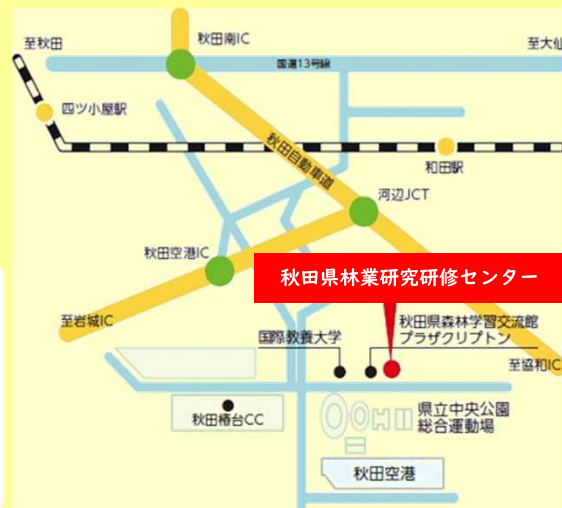 秋田南IC
至秋田
至大仙
国道13号線
四ツ小屋駅
秋田自動車道
和田駅
河辺JCT
秋田空港IC
秋田県林業研究研修センター
至岩城IC
国際教養大学
秋田県森林学習交流館
プラザクリプトン
至協和IC
秋田椿台CC
県立中央公園
総合運動場
秋田空港